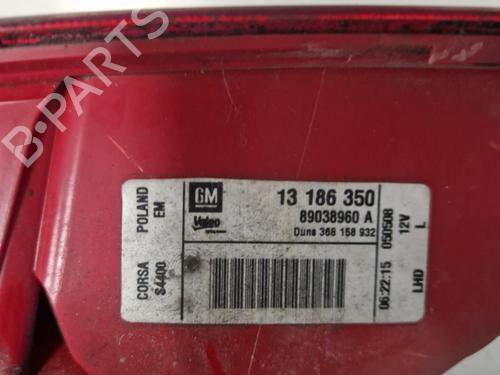 GM
Valeo
13 186 350
89038960 A
Duns 368 158 932
POLAND
EM
CORSA
S4400
050508
06:22:15
12V
L
LHD
B-PARTS